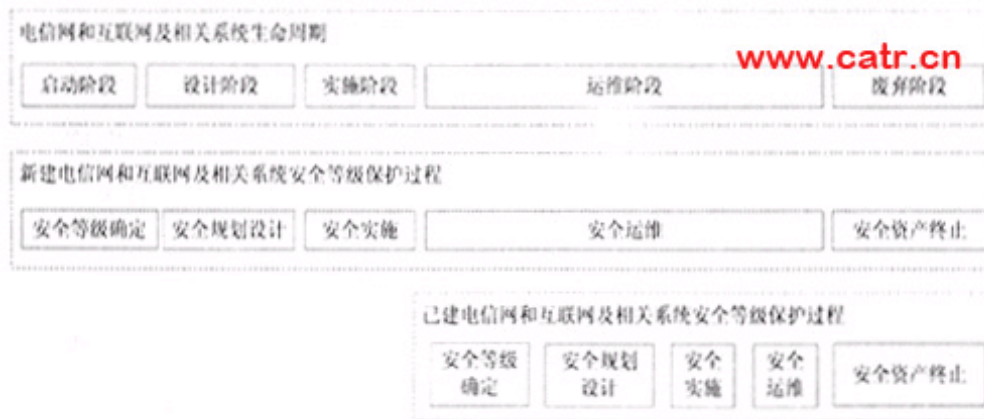 电信网和互联网及相关系统生命周期
www.catr.cn
启动阶段 设计阶段 实施阶段 运维阶段 废弃阶段
新建电信网和互联网及相关系统安全等级保护过程
安全等级确定 安全规划设计 安全实施 安全运维 安全资产终止
已建电信网和互联网及相关系统安全等级保护过程
安全等级
确定
安全规划
设计
安全
实施
安全
运维
安全资产终止